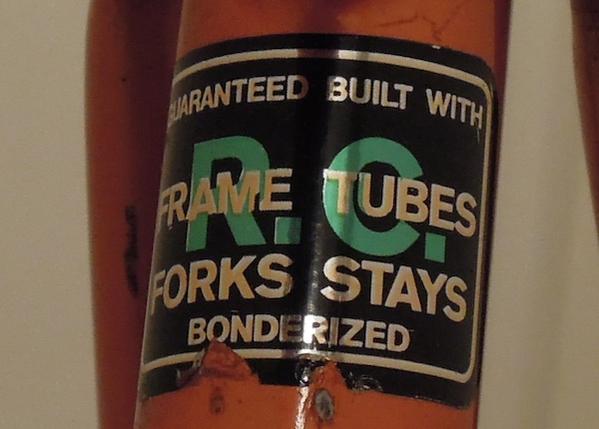 GUARANTEED BUILT WITH
R.C.
FRAME TUBES
FORKS STAYS
BONDERIZED